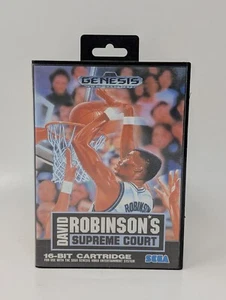 GENESIS
ROBINSON
DAVID
ROBINSON'S
SUPREME COURT
16-BIT CARTRIDGE
SEGA